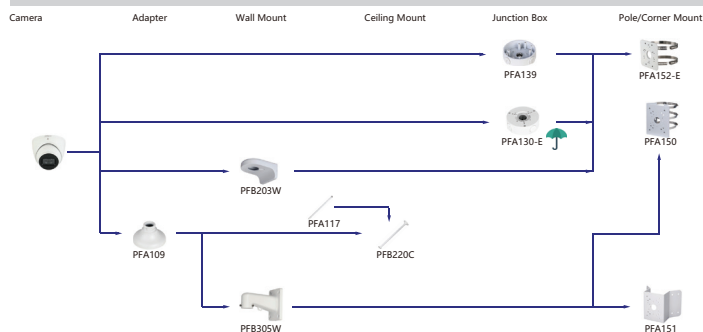 Camera Adapter Wall Mount Ceiling Mount Junction Box Pole/Corner Mount
PFA139
PFA152-E
PFA130-E
PFA150
PFB203W
PFA117
PFA109
PFB220C
PFB305W
PFA151